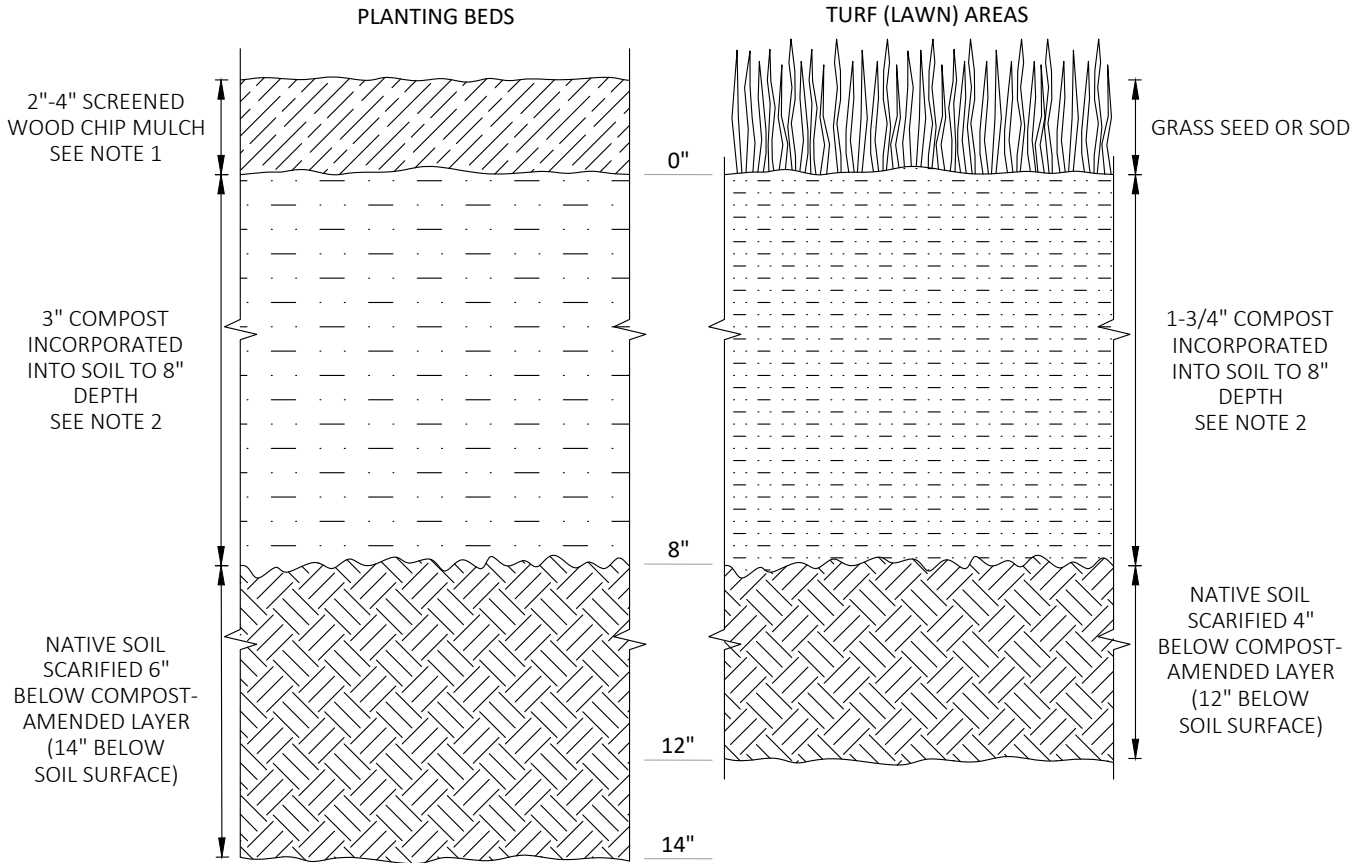 PLANTING BEDS
2"-4" SCREENED
WOOD CHIP MULCH
SEE NOTE 1
3" COMPOST
INCORPORATED
INTO SOIL TO 8"
DEPTH
SEE NOTE 2
NATIVE SOIL
SCARIFIED 6"
BELOW COMPOST-
AMENDED LAYER
(14" BELOW
SOIL SURFACE)
0"
8"
12"
14"
TURF (LAWN) AREAS
GRASS SEED OR SOD
1-3/4" COMPOST
INCORPORATED
INTO SOIL TO 8"
DEPTH
SEE NOTE 2
NATIVE SOIL
SCARIFIED 4"
BELOW COMPOST-
AMENDED LAYER
(12" BELOW
SOIL SURFACE)